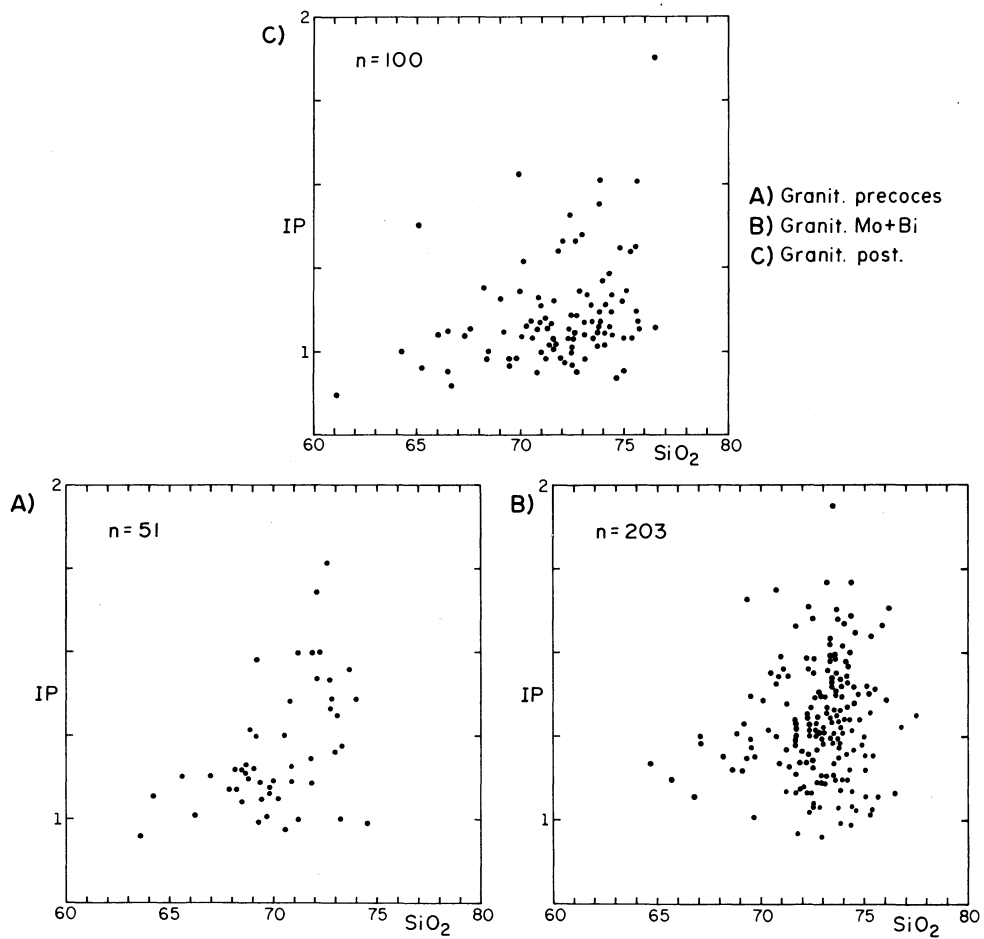 C)
2
n=100
IP
1
60
65
70
75
80
SiO2
A) Granit. precoces
B) Granit. Mo+Bi
C) Granit. post.
A)
2
n=51
IP
1
60
65
70
75
80
SiO2
B)
2
n=203
IP
1
60
65
70
75
80
SiO2